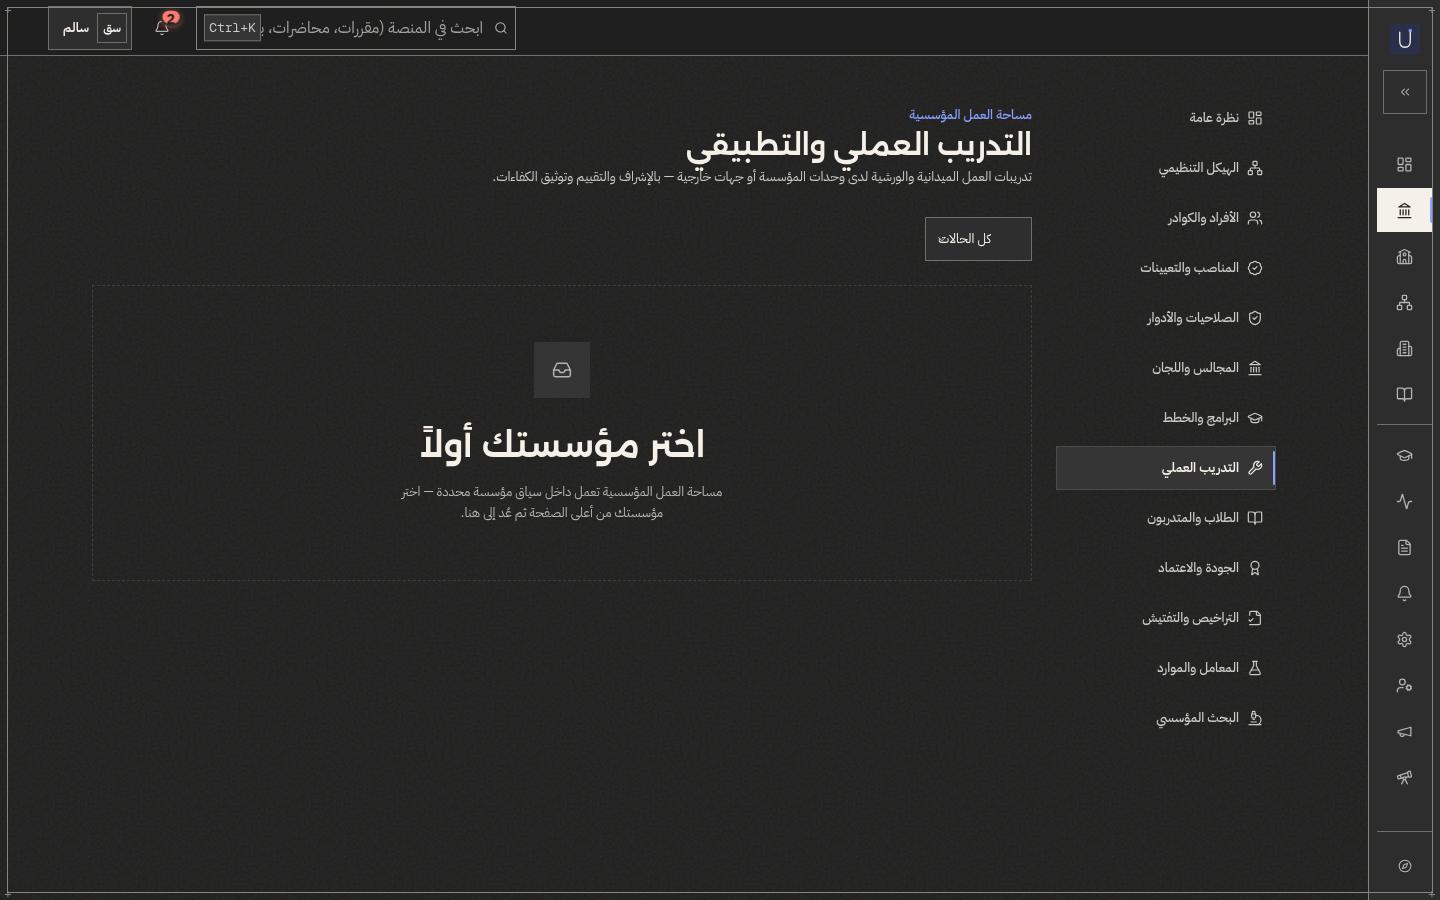 سالم
سق
2
ابحث في المنصة (مقررات، محاضرات، ب
Ctrl+K
نظرة عامة
الهيكل التنظيمي
الأفراد والكوادر
المناصب والتعيينات
الصلاحيات والأدوار
المجالس واللجان
البرامج والخطط
التدريب العملي
الطلاب والمتدربون
الجودة والاعتماد
التراخيص والتفتيش
المعامل والموارد
البحث المؤسسي
مساحة العمل المؤسسية
التدريب العملي والتطبيقي
تدريبات العمل الميدانية والورشية لدى وحدات المؤسسة أو جهات خارجية — بالإشراف والتقييم وتوثيق الكفاءات.
كل الحالات
اختر مؤسستك أولاً
مساحة العمل المؤسسية تعمل داخل سياق مؤسسة محددة — اختر
مؤسستك من أعلى الصفحة ثم عُد إلى هنا.